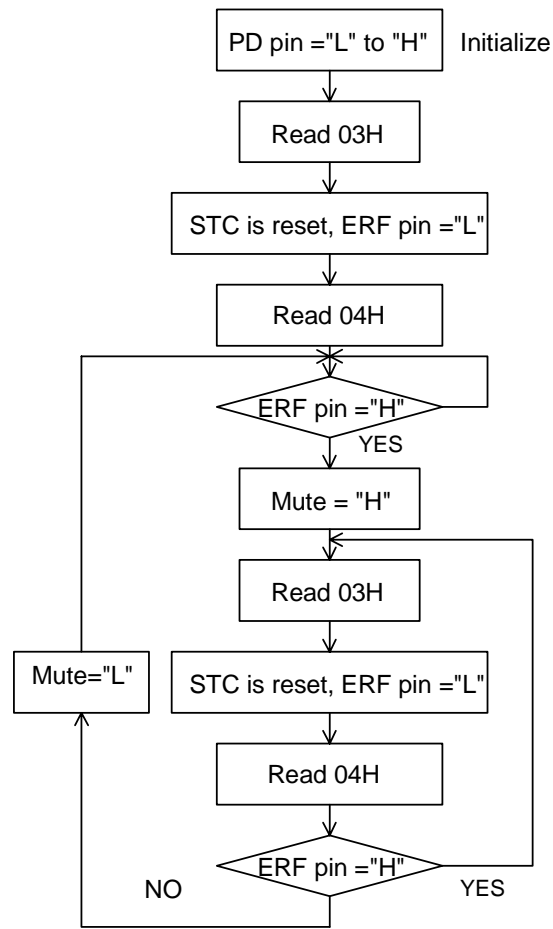 PD pin ="L" to "H"
Initialize
Read 03H
STC is reset, ERF pin ="L"
Read 04H
ERF pin ="H"
YES
Mute = "H"
Read 03H
Mute="L"
STC is reset, ERF pin ="L"
Read 04H
ERF pin ="H"
NO
YES